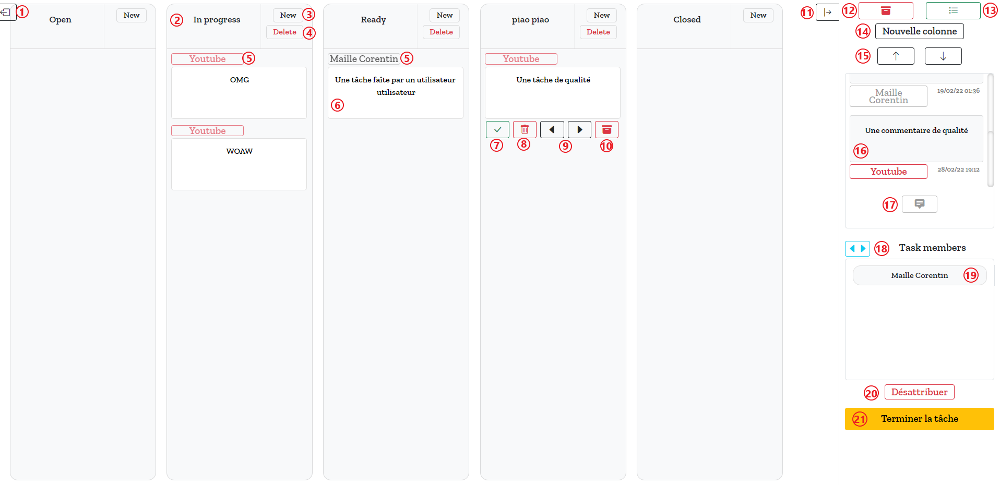 1
Open
New
2
In progress
New
3
Delete
4
Youtube
5
OMG
Youtube
WOAW
Ready
New
Delete
Maille Corentin
5
Une tâche faîte par un utilisateur
utilisateur
6
piao piao
New
Delete
Youtube
Une tâche de qualité
7
8
9
10
Closed
New
11
12
13
14
Nouvelle colonne
15
Maille
Corentin
19/02/22 01:36
Une commentaire de qualité
16
Youtube
28/02/22 19:12
17
18
Task members
Maille Corentin
19
20
Désattribuer
21
Terminer la tâche